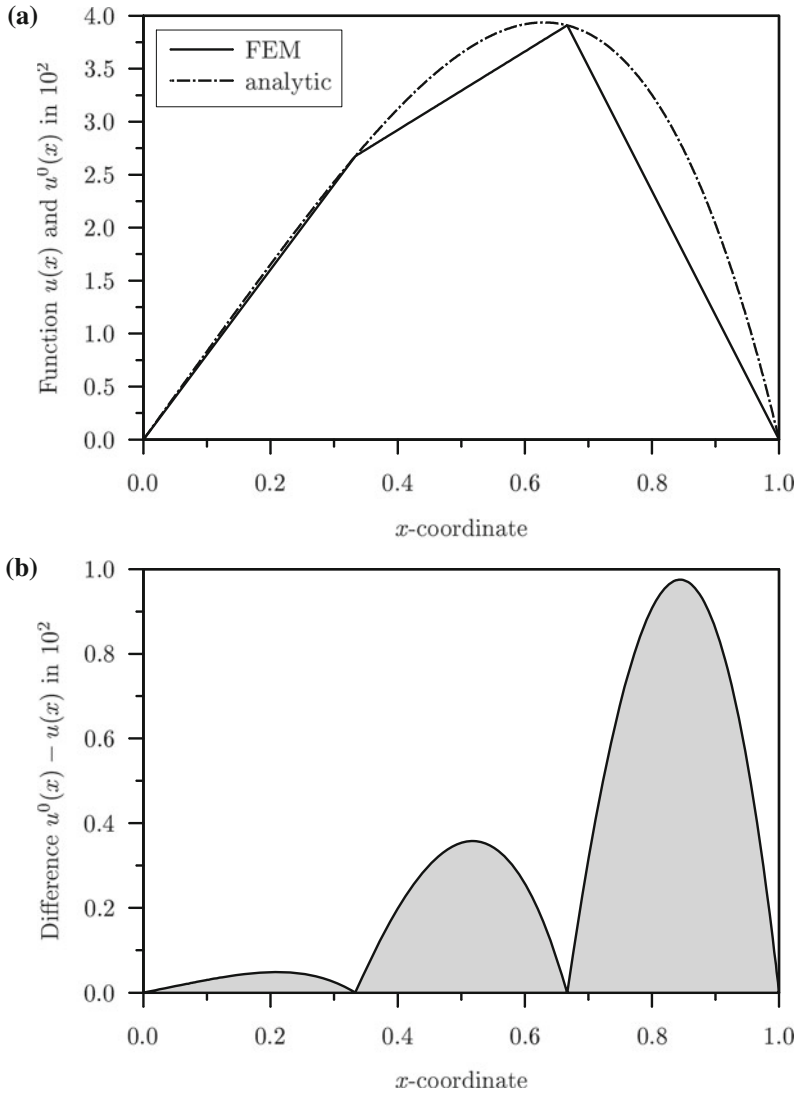 (a)
Function u(x) and u⁰(x) in 10²
4.0
3.5
3.0
2.5
2.0
1.5
1.0
0.5
0.0
FEM
analytic
0.0 0.2 0.4 0.6 0.8 1.0
x-coordinate
(b)
Difference u⁰(x) − u(x) in 10²
1.0
0.8
0.6
0.4
0.2
0.0
0.0 0.2 0.4 0.6 0.8 1.0
x-coordinate